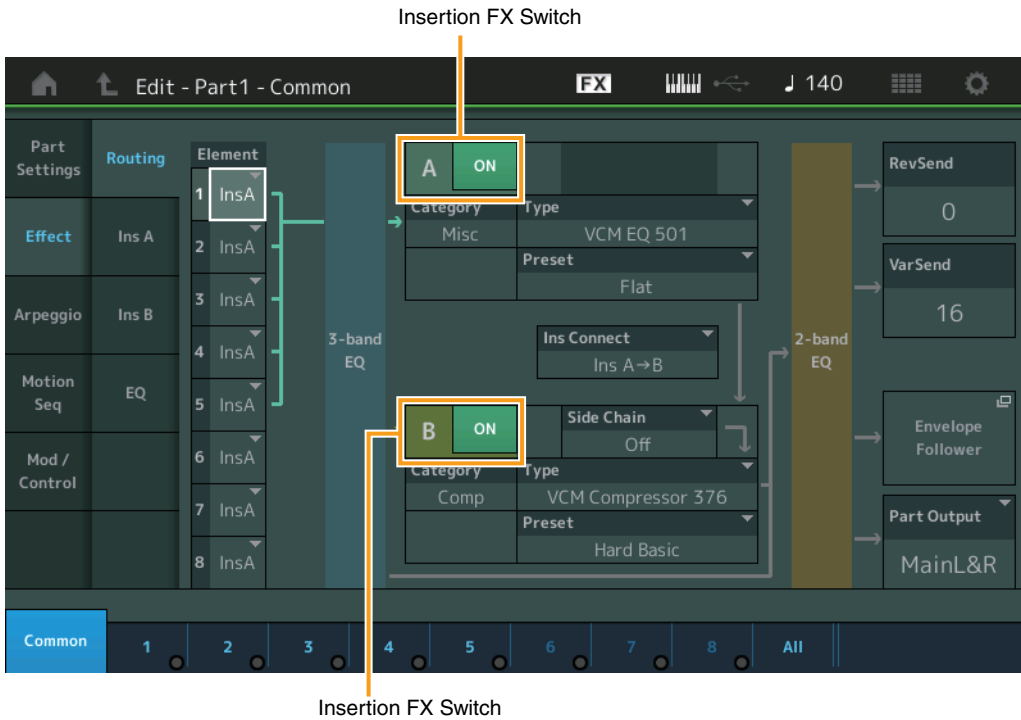 Insertion FX Switch
Edit - Part1 - Common
FX
♩ 140
Part
Settings
Effect
Arpeggio
Motion
Seq
Mod /
Control
Routing
Ins A
Ins B
EQ
Element
1 InsA
2 InsA
3 InsA
4 InsA
5 InsA
6 InsA
7 InsA
8 InsA
3-band
EQ
A ON
Category
Misc
Type
VCM EQ 501
Preset
Flat
Ins Connect
Ins A→B
B ON
Side Chain
Off
Category
Comp
Type
VCM Compressor 376
Preset
Hard Basic
2-band
EQ
RevSend
0
VarSend
16
Envelope
Follower
Part Output
MainL&R
Common 1 2 3 4 5 6 7 8 All
Insertion FX Switch